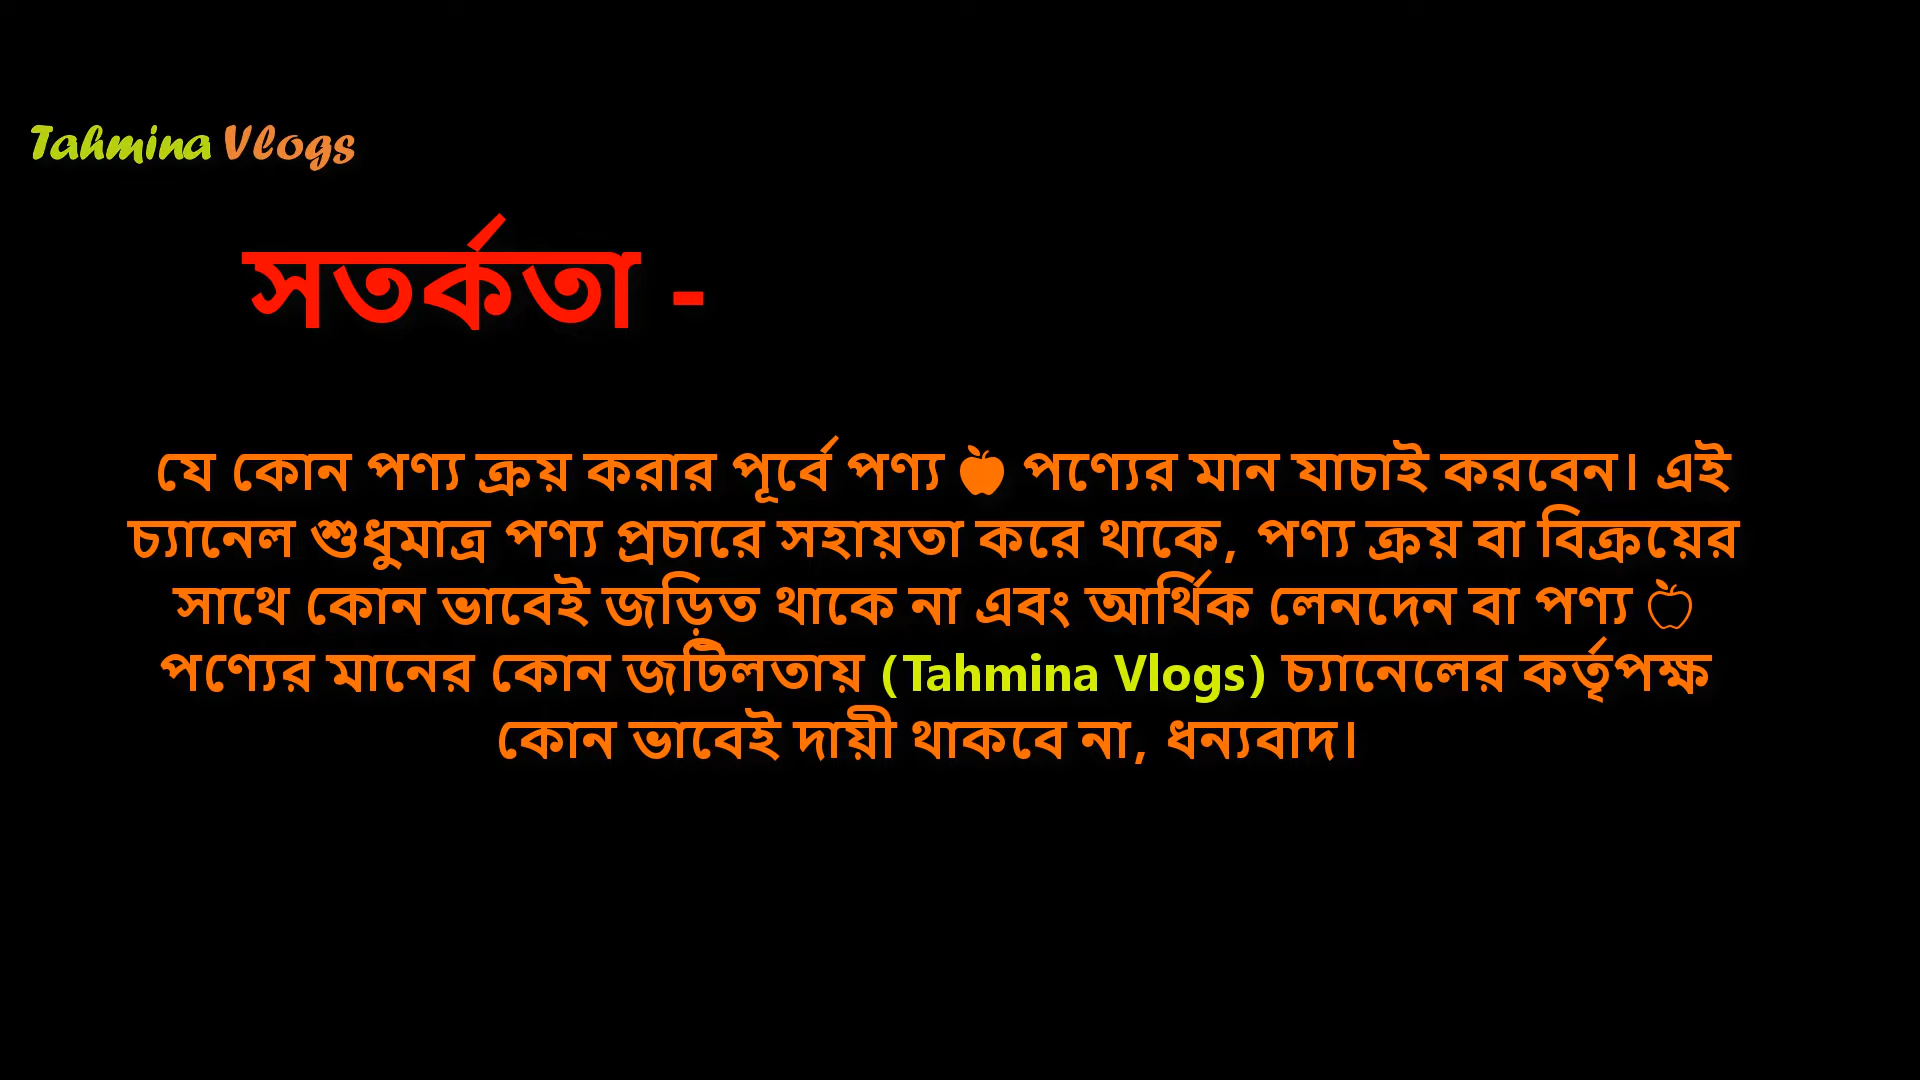 Tahmina Vlogs
সতর্কতা -
যে কোন পণ্য ক্রয় করার পূর্বে পণ্য 🍎 পণ্যের মান যাচাই করবেন। এই
চ্যানেল শুধুমাত্র পণ্য প্রচারে সহায়তা করে থাকে, পণ্য ক্রয় বা বিক্রয়ের
সাথে কোন ভাবেই জড়িত থাকে না এবং আর্থিক লেনদেন বা পণ্য 🍎
পণ্যের মানের কোন জটিলতায় (Tahmina Vlogs) চ্যানেলের কর্তৃপক্ষ
কোন ভাবেই দায়ী থাকবে না, ধন্যবাদ।